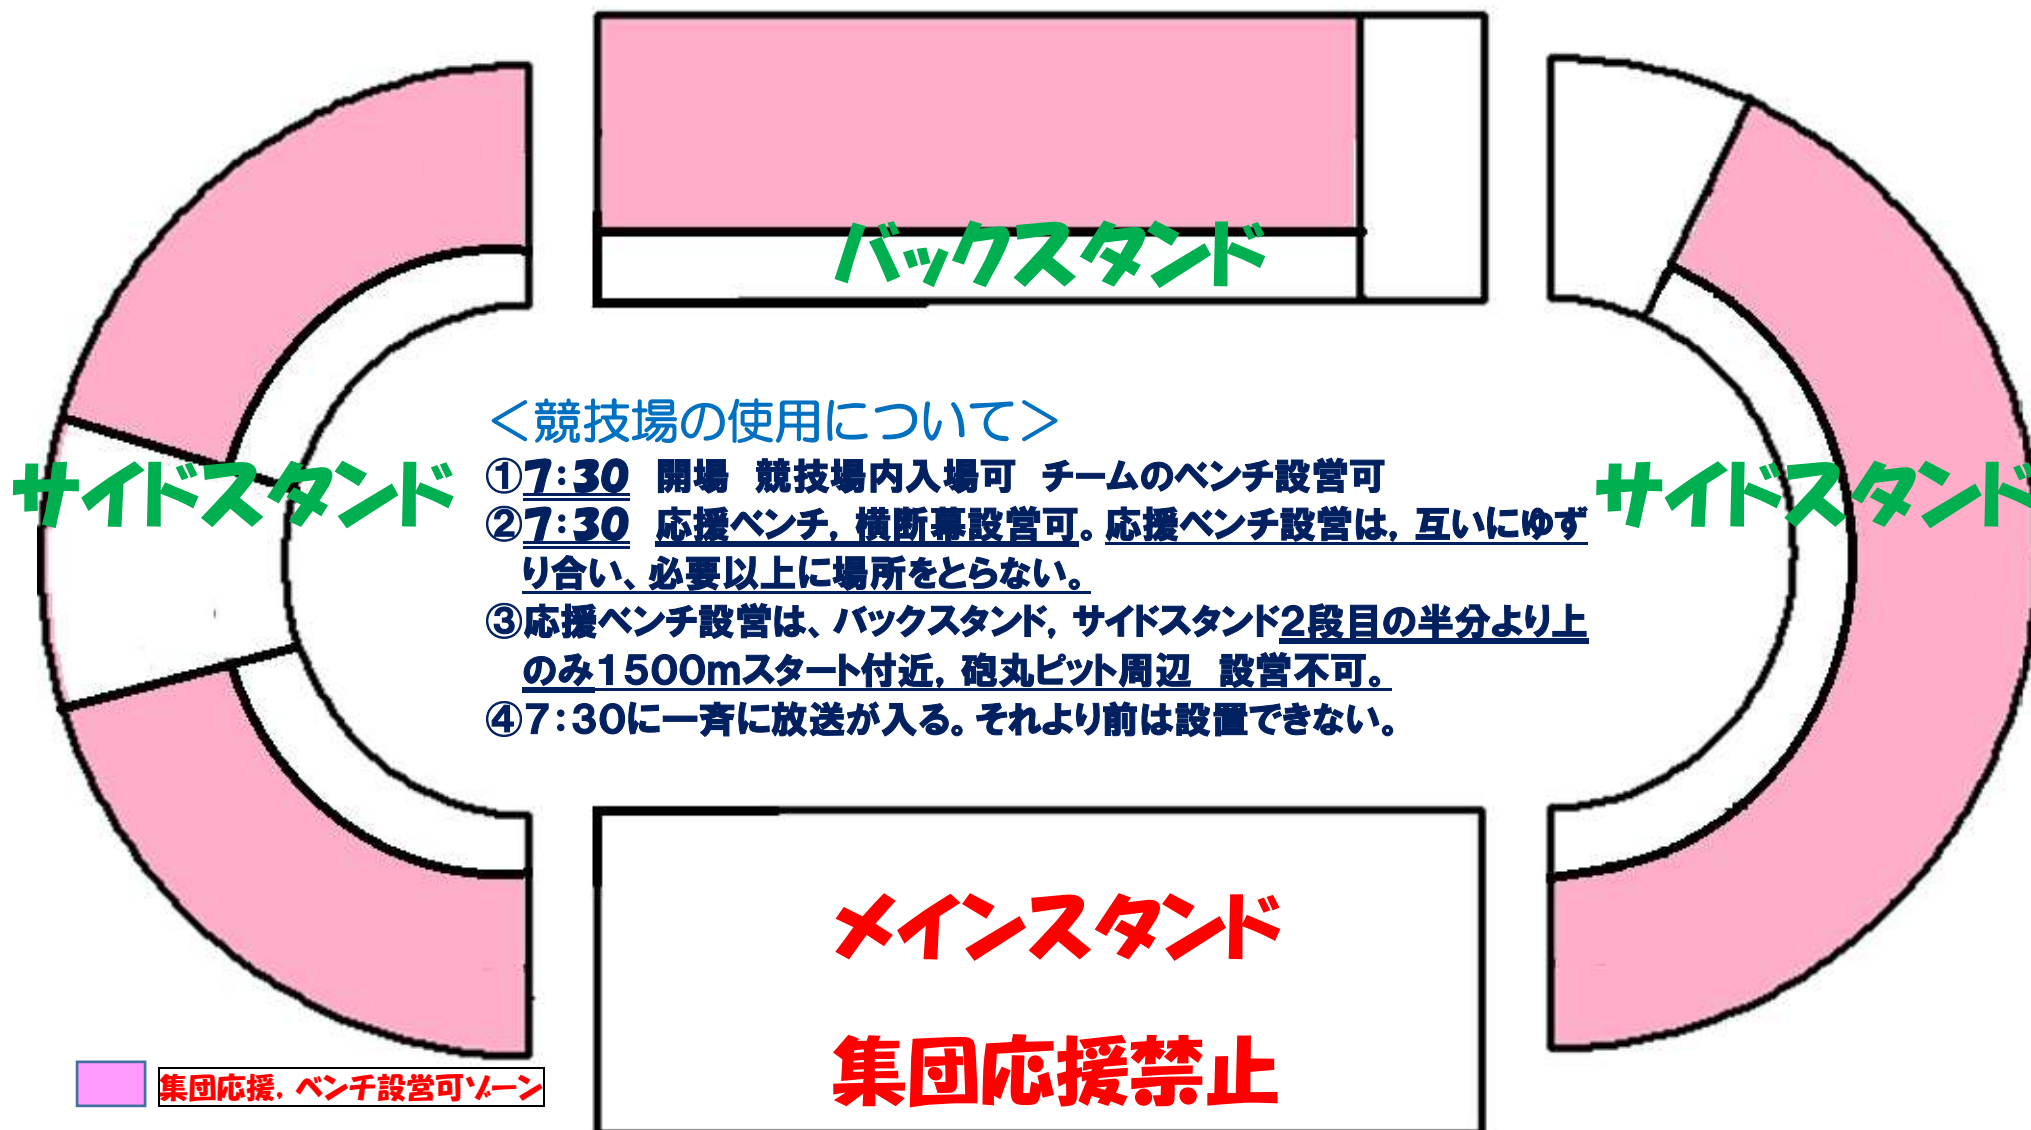 バックスタンド
＜競技場の使用について＞
①7:30　開場　競技場内入場可　チームのベンチ設営可
②7:30　応援ベンチ，横断幕設営可。応援ベンチ設営は，互いにゆず
り合い、必要以上に場所をとらない。
サイドスタンド
サイドスタンド
③応援ベンチ設営は、バックスタンド，サイドスタンド２段目の半分より上
のみ１５００ｍスタート付近，砲丸ピット周辺　設営不可。
④７：３０に一斉に放送が入る。それより前は設置できない。
メインスタンド
集団応援禁止
集団応援，ベンチ設営可ゾーン